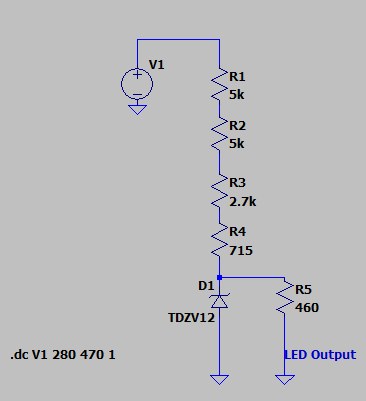 V1
R1
5k
R2
5k
R3
2.7k
R4
715
D1
TDZV12
R5
460
LED Output
.dc V1 280 470 1